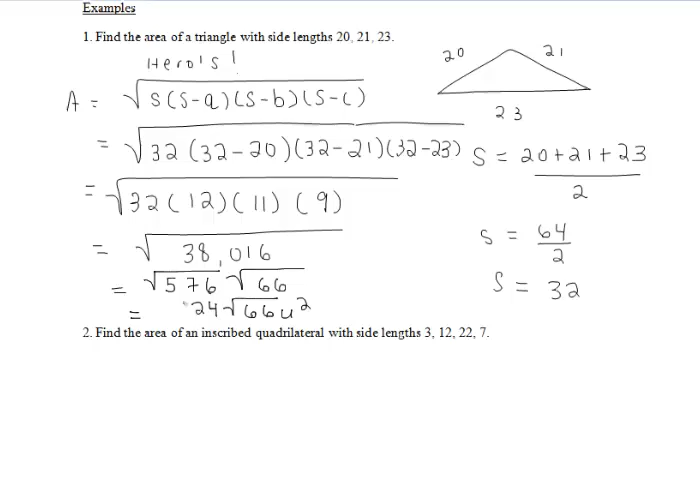 Examples
1. Find the area of a triangle with side lengths 20, 21, 23.
Hero's!
20
21
23
A = √S(S-a)(S-b)(S-c)
= √32(32-20)(32-21)(32-23)
= √32(12)(11)(9)
= √38,016
= √576 √66
= 24√66 u²
S = 20+21+23
2
S = 64
2
S = 32
2. Find the area of an inscribed quadrilateral with side lengths 3, 12, 22, 7.